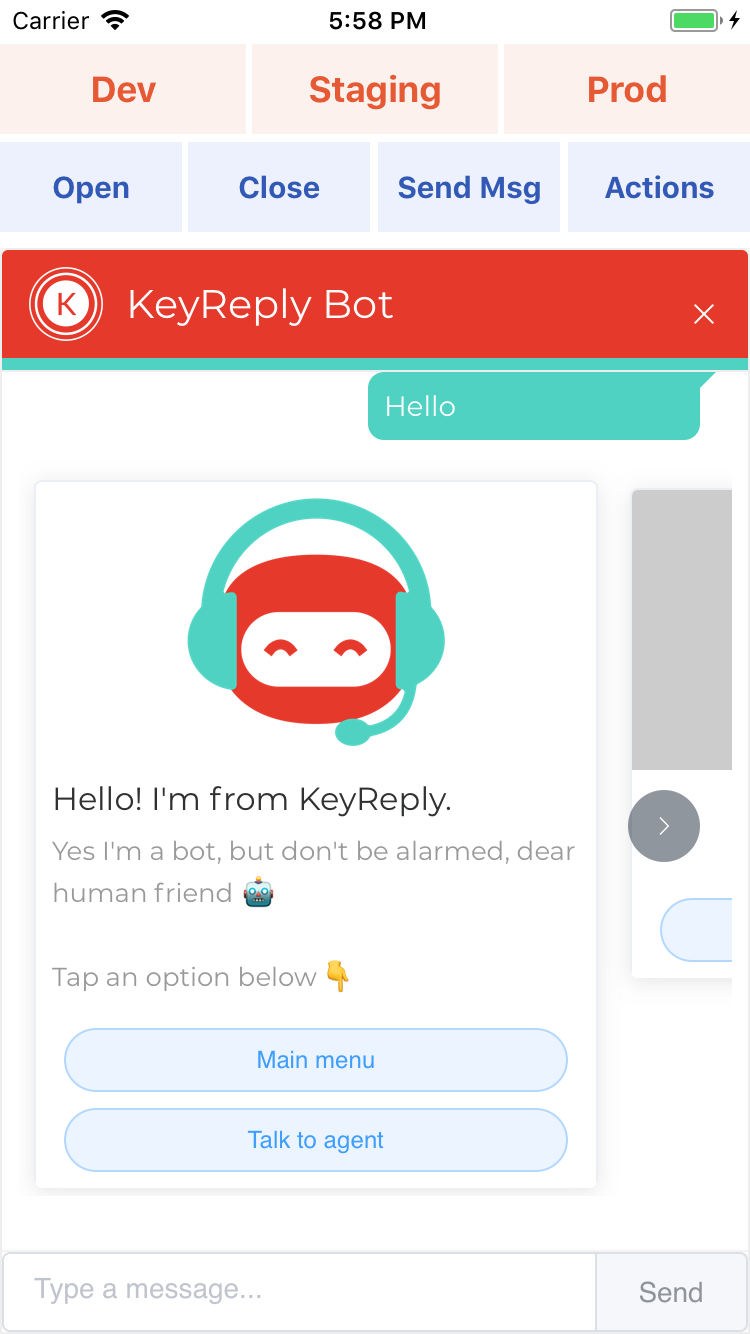 Carrier 5:58 PM
Dev Staging Prod
Open Close Send Msg Actions
K KeyReply Bot
Hello
Hello! I'm from KeyReply.
Yes I'm a bot, but don't be alarmed, dear
human friend 🤖
Tap an option below 👇
Main menu
Talk to agent
Type a message... Send